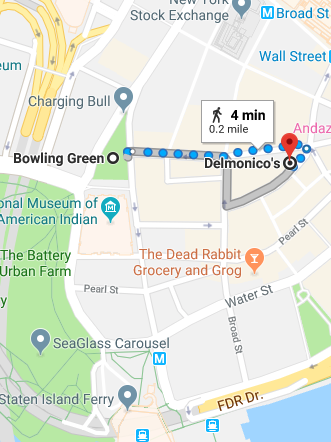 New York
Stock Exchange
Broad St
Wall Street
Charging Bull
4 min
0.2 mile
Andaz
Bowling Green
Delmonico's
onal Museum of
American Indian
Pearl St
The Battery
Urban Farm
The Dead Rabbit
Grocery and Grog
Pearl St
Water St
Broad St
SeaGlass Carousel
FDR Dr.
Staten Island Ferry